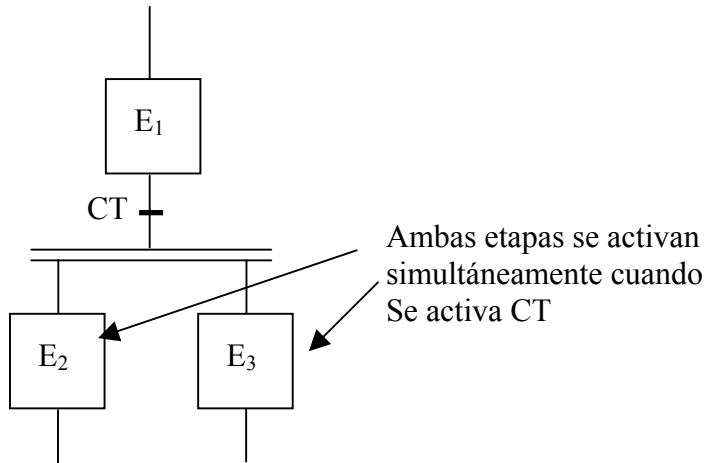 E₁
CT
Ambas etapas se activan
simultáneamente cuando
Se activa CT
E₂
E₃